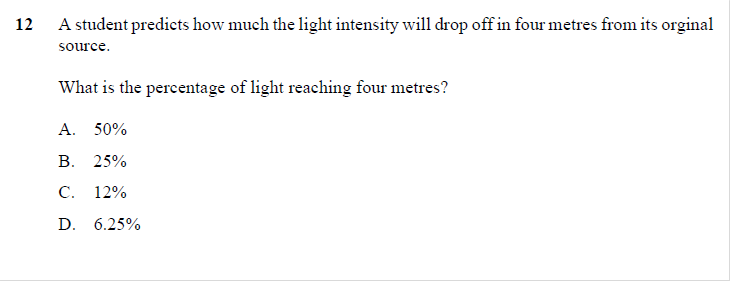 12 A student predicts how much the light intensity will drop off in four metres from its orginal
source.
What is the percentage of light reaching four metres?
A. 50%
B. 25%
C. 12%
D. 6.25%